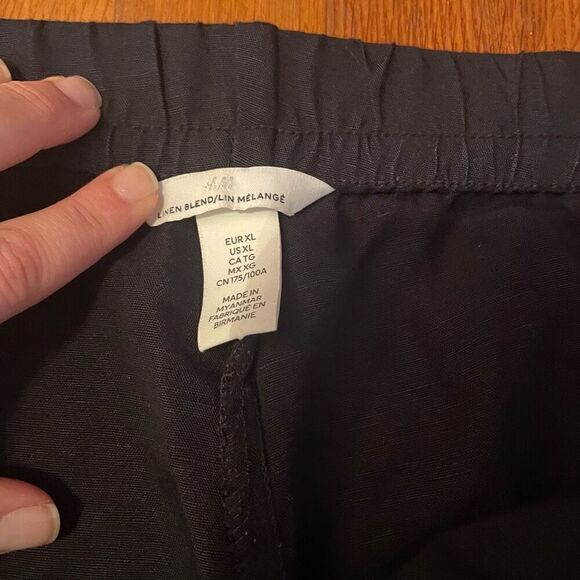 H&M
LINEN BLEND/LIN MÉLANGÉ
EUR XL
US XL
CA TG
MX XG
CN 175/100A
MADE IN
MYANMAR
FABRIQUE EN
BIRMANIE